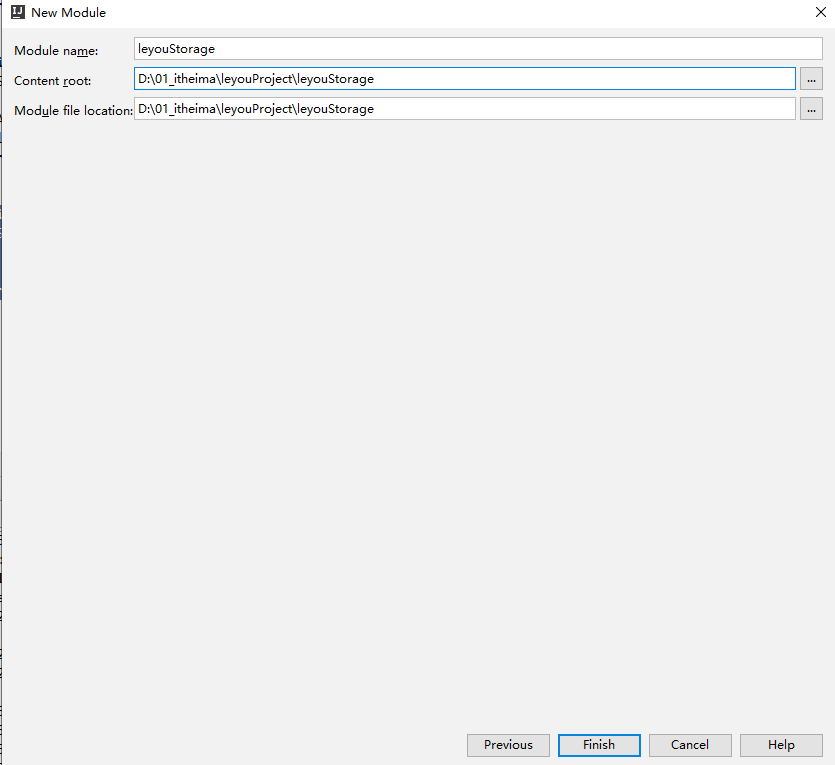 New Module
Module name: leyouStorage
Content root: D:\01_itheima\leyouProject\leyouStorage ...
Module file location: D:\01_itheima\leyouProject\leyouStorage ...
Previous Finish Cancel Help